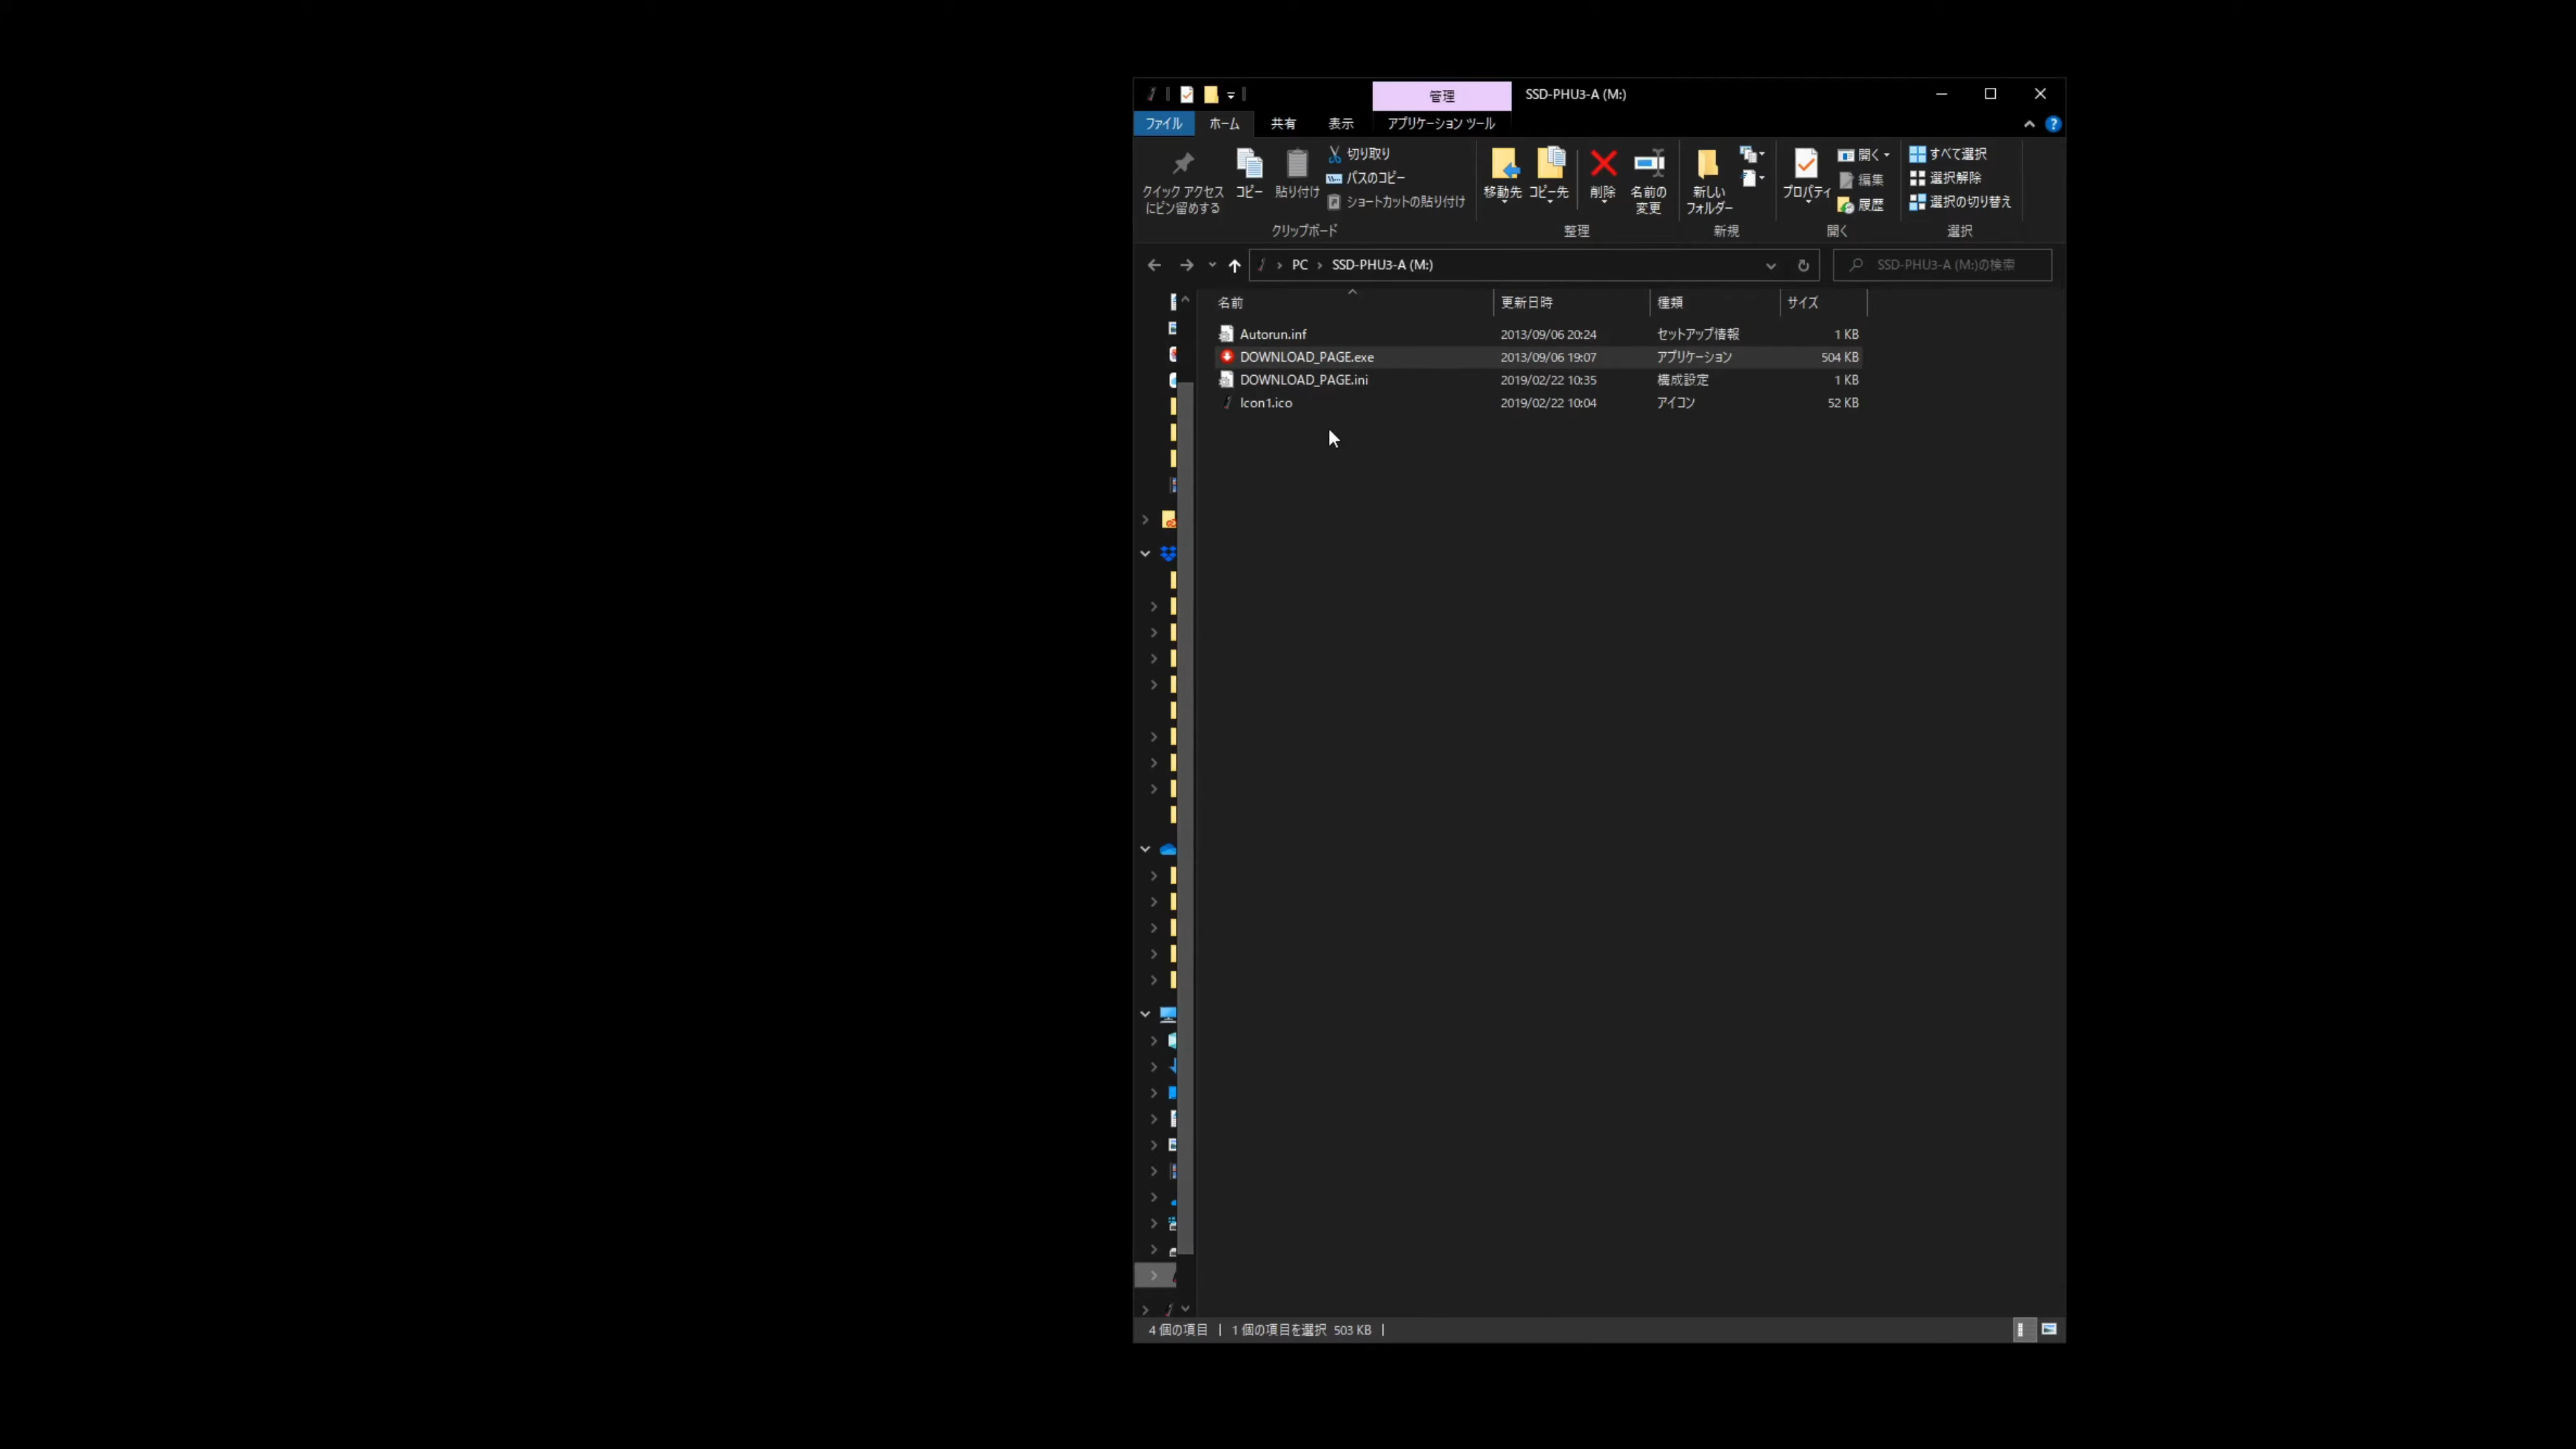 管理
SSD-PHU3-A (M:)
ファイル
ホーム
共有
表示
アプリケーション ツール
クイック アクセス
にピン留めする
コピー
貼り付け
切り取り
パスのコピー
ショートカットの貼り付け
クリップボード
移動先
コピー先
削除
名前の
変更
整理
新しい
フォルダー
新規
プロパティ
開く
編集
履歴
開く
すべて選択
選択解除
選択の切り替え
選択
PC
SSD-PHU3-A (M:)
SSD-PHU3-A (M:)の検索
名前 更新日時 種類 サイズ
Autorun.inf 2013/09/06 20:24 セットアップ情報 1 KB
DOWNLOAD_PAGE.exe 2013/09/06 19:07 アプリケーション 504 KB
DOWNLOAD_PAGE.ini 2019/02/22 10:35 構成設定 1 KB
Icon1.ico 2019/02/22 10:04 アイコン 52 KB
4 個の項目 1 個の項目を選択 503 KB